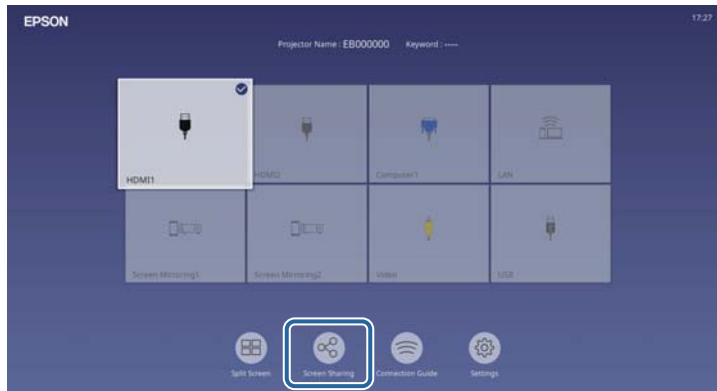 EPSON
17:27
Projector Name : EB000000 Keyword : ----
HDMI1
HDMI2
Computer1
LAN
Screen Mirroring1
Screen Mirroring2
Video
USB
Split Screen
Screen Sharing
Connection Guide
Settings